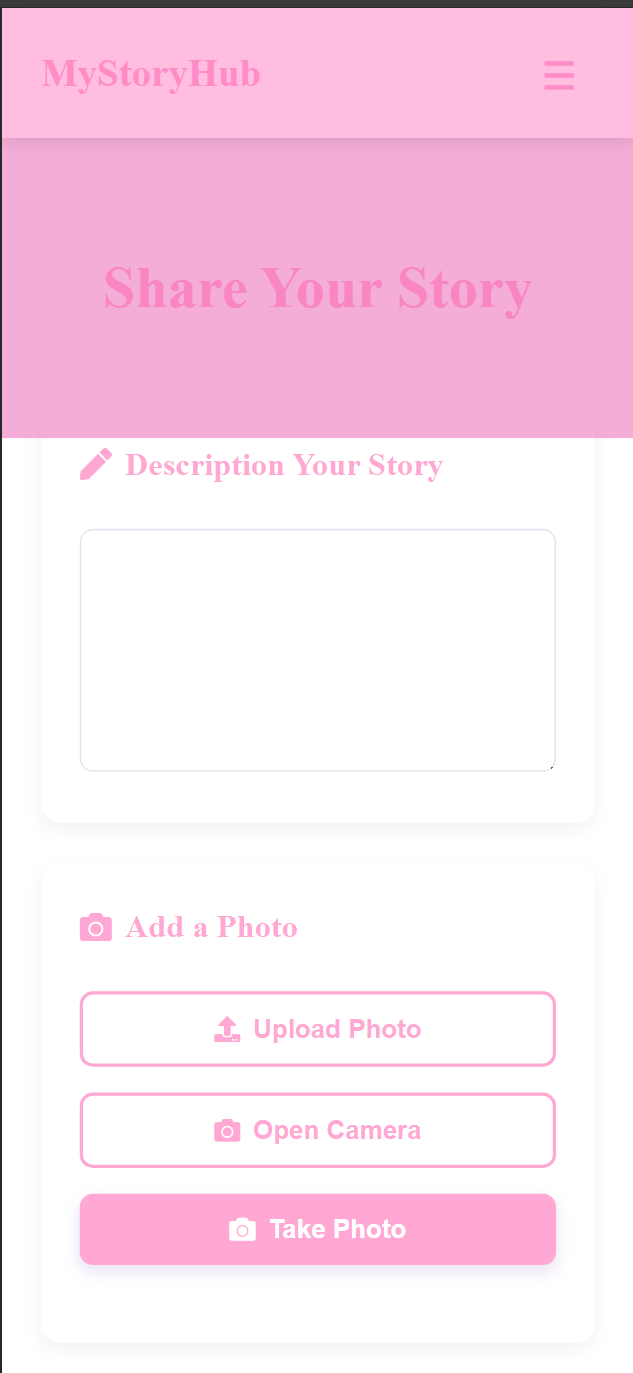 MyStoryHub
Share Your Story
Description Your Story
Add a Photo
Upload Photo
Open Camera
Take Photo